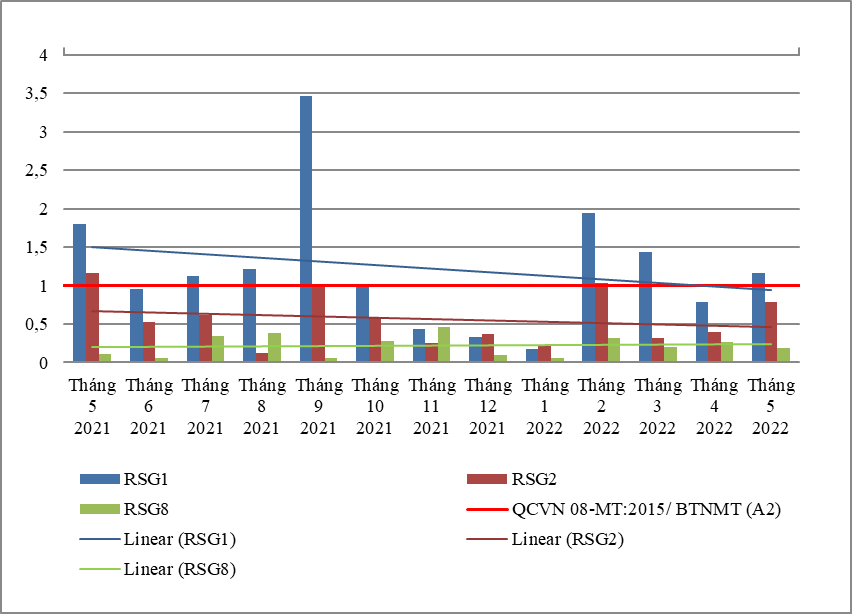 4
3,5
3
2,5
2
1,5
1
0,5
0
Tháng Tháng Tháng Tháng Tháng Tháng Tháng Tháng Tháng Tháng Tháng Tháng Tháng
5 6 7 8 9 10 11 12 1 2 3 4 5
2021 2021 2021 2021 2021 2021 2021 2021 2022 2022 2022 2022 2022
RSG1 RSG2
RSG8 QCVN 08-MT:2015/ BTNMT (A2)
Linear (RSG1) Linear (RSG2)
Linear (RSG8)